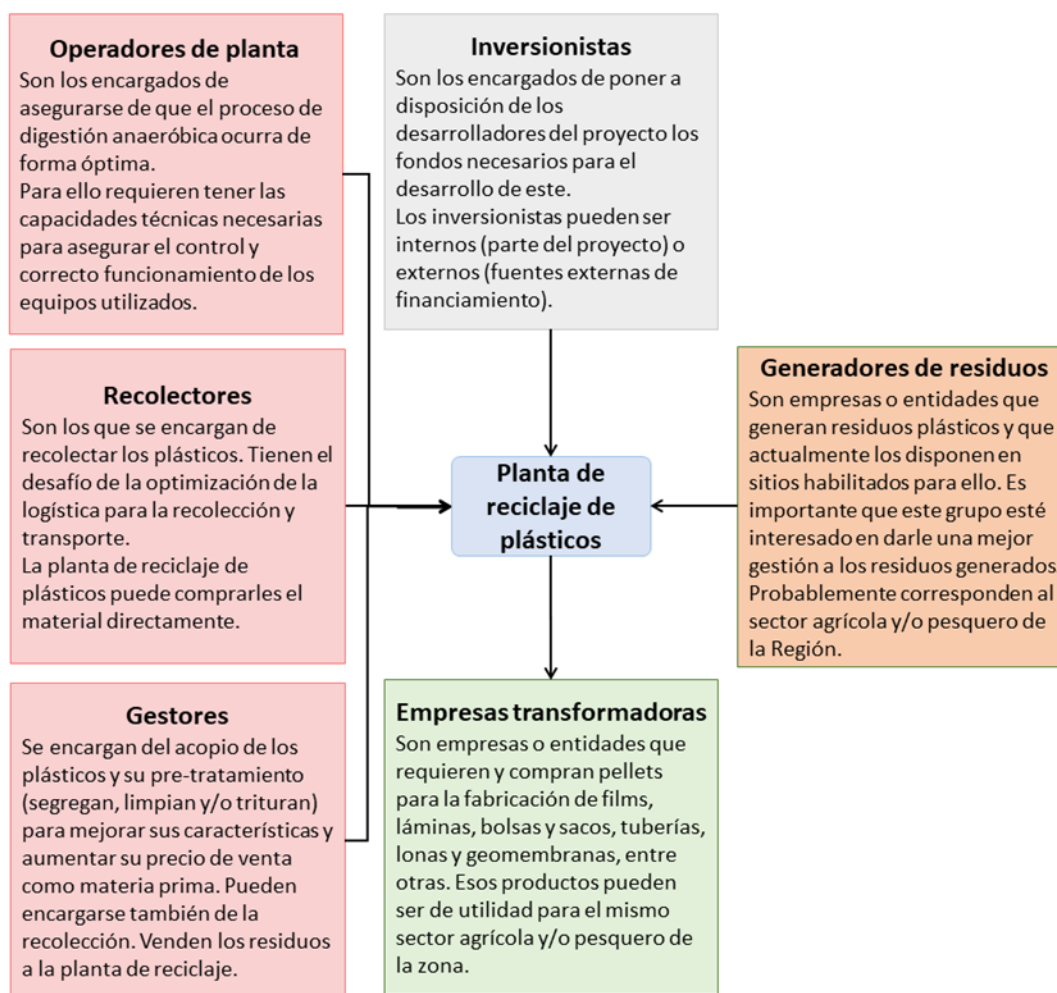 Operadores de planta
Son los encargados de
asegurarse de que el proceso de
digestión anaeróbica ocurra de
forma óptima.
Para ello requieren tener las
capacidades técnicas necesarias
para asegurar el control y
correcto funcionamiento de los
equipos utilizados.
Inversionistas
Son los encargados de poner a
disposición de los
desarrolladores del proyecto los
fondos necesarios para el
desarrollo de este.
Los inversionistas pueden ser
internos (parte del proyecto) o
externos (fuentes externas de
financiamiento).
Recolectores
Son los que se encargan de
recolectar los plásticos. Tienen el
desafío de la optimización de la
logística para la recolección y
transporte.
La planta de reciclaje de
plásticos puede comprarles el
material directamente.
Planta de
reciclaje de
plásticos
Generadores de residuos
Son empresas o entidades que
generan residuos plásticos y que
actualmente los disponen en
sitios habilitados para ello. Es
importante que este grupo esté
interesado en darle una mejor
gestión a los residuos generados.
Probablemente corresponden al
sector agrícola y/o pesquero de
la Región.
Gestores
Se encargan del acopio de los
plásticos y su pre-tratamiento
(segregan, limpian y/o trituran)
para mejorar sus características y
aumentar su precio de venta
como materia prima. Pueden
encargarse también de la
recolección. Venden los residuos
a la planta de reciclaje.
Empresas transformadoras
Son empresas o entidades que
requieren y compran pellets
para la fabricación de films,
láminas, bolsas y sacos, tuberías,
lonas y geomembranas, entre
otras. Esos productos pueden
ser de utilidad para el mismo
sector agrícola y/o pesquero de
la zona.